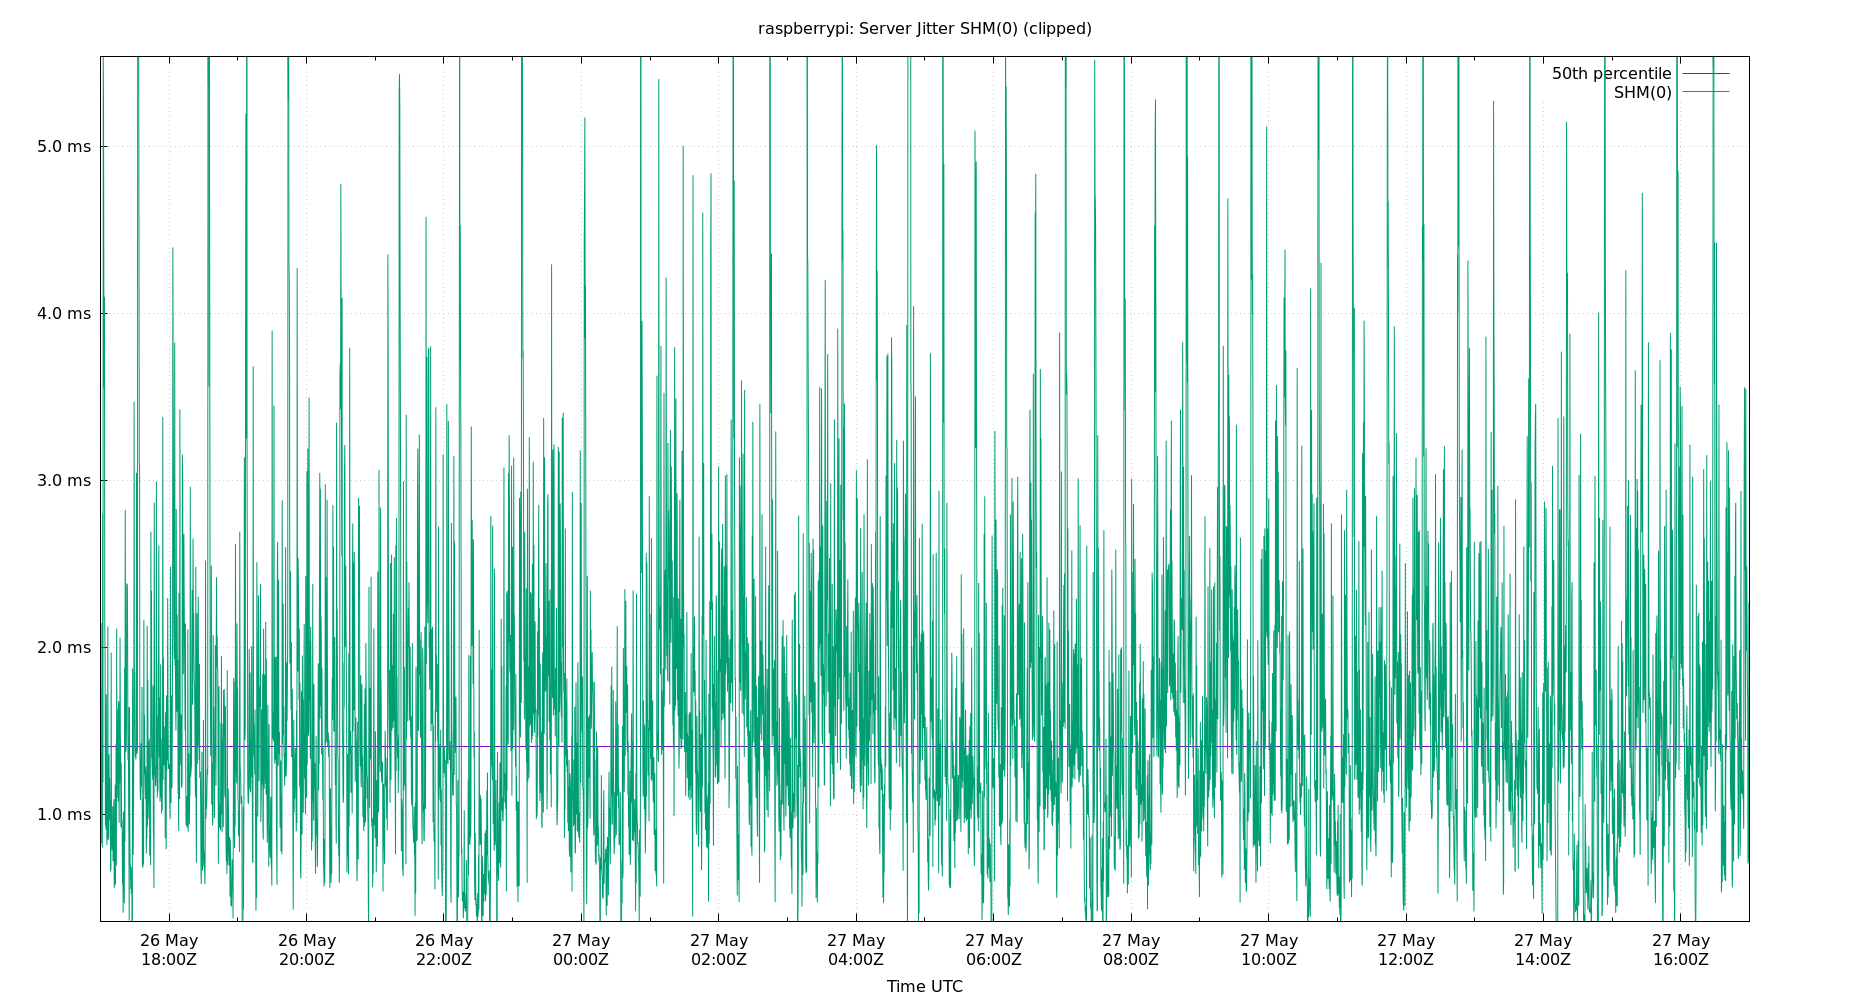 raspberrypi: Server Jitter SHM(0) (clipped)
50th percentile
SHM(0)
5.0 ms
4.0 ms
3.0 ms
2.0 ms
1.0 ms
26 May 26 May 26 May 27 May 27 May 27 May 27 May 27 May 27 May 27 May 27 May 27 May
18:00Z 20:00Z 22:00Z 00:00Z 02:00Z 04:00Z 06:00Z 08:00Z 10:00Z 12:00Z 14:00Z 16:00Z
Time UTC